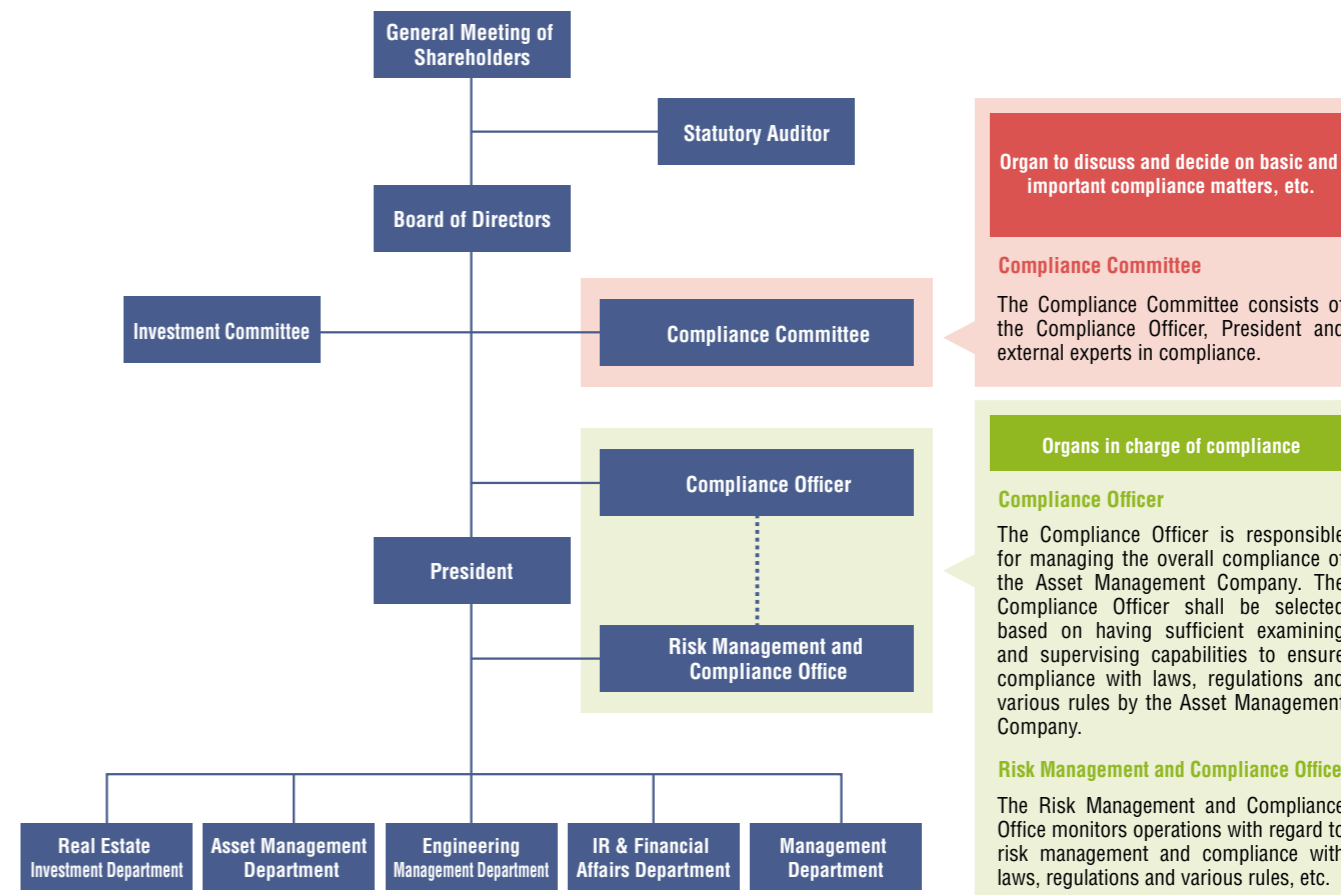 General Meeting of
Shareholders
Statutory Auditor
Board of Directors
Investment Committee
Compliance Committee
Compliance Officer
President
Risk Management and
Compliance Office
Real Estate
Investment Department
Asset Management
Department
Engineering
Management Department
IR & Financial
Affairs Department
Management
Department
Organ to discuss and decide on basic and
important compliance matters, etc.
Compliance Committee
The Compliance Committee consists of
the Compliance Officer, President and
external experts in compliance.
Organs in charge of compliance
Compliance Officer
The Compliance Officer is responsible
for managing the overall compliance of
the Asset Management Company. The
Compliance Officer shall be selected
based on having sufficient examining
and supervising capabilities to ensure
compliance with laws, regulations and
various rules by the Asset Management
Company.
Risk Management and Compliance Office
The Risk Management and Compliance
Office monitors operations with regard to
risk management and compliance with
laws, regulations and various rules, etc.